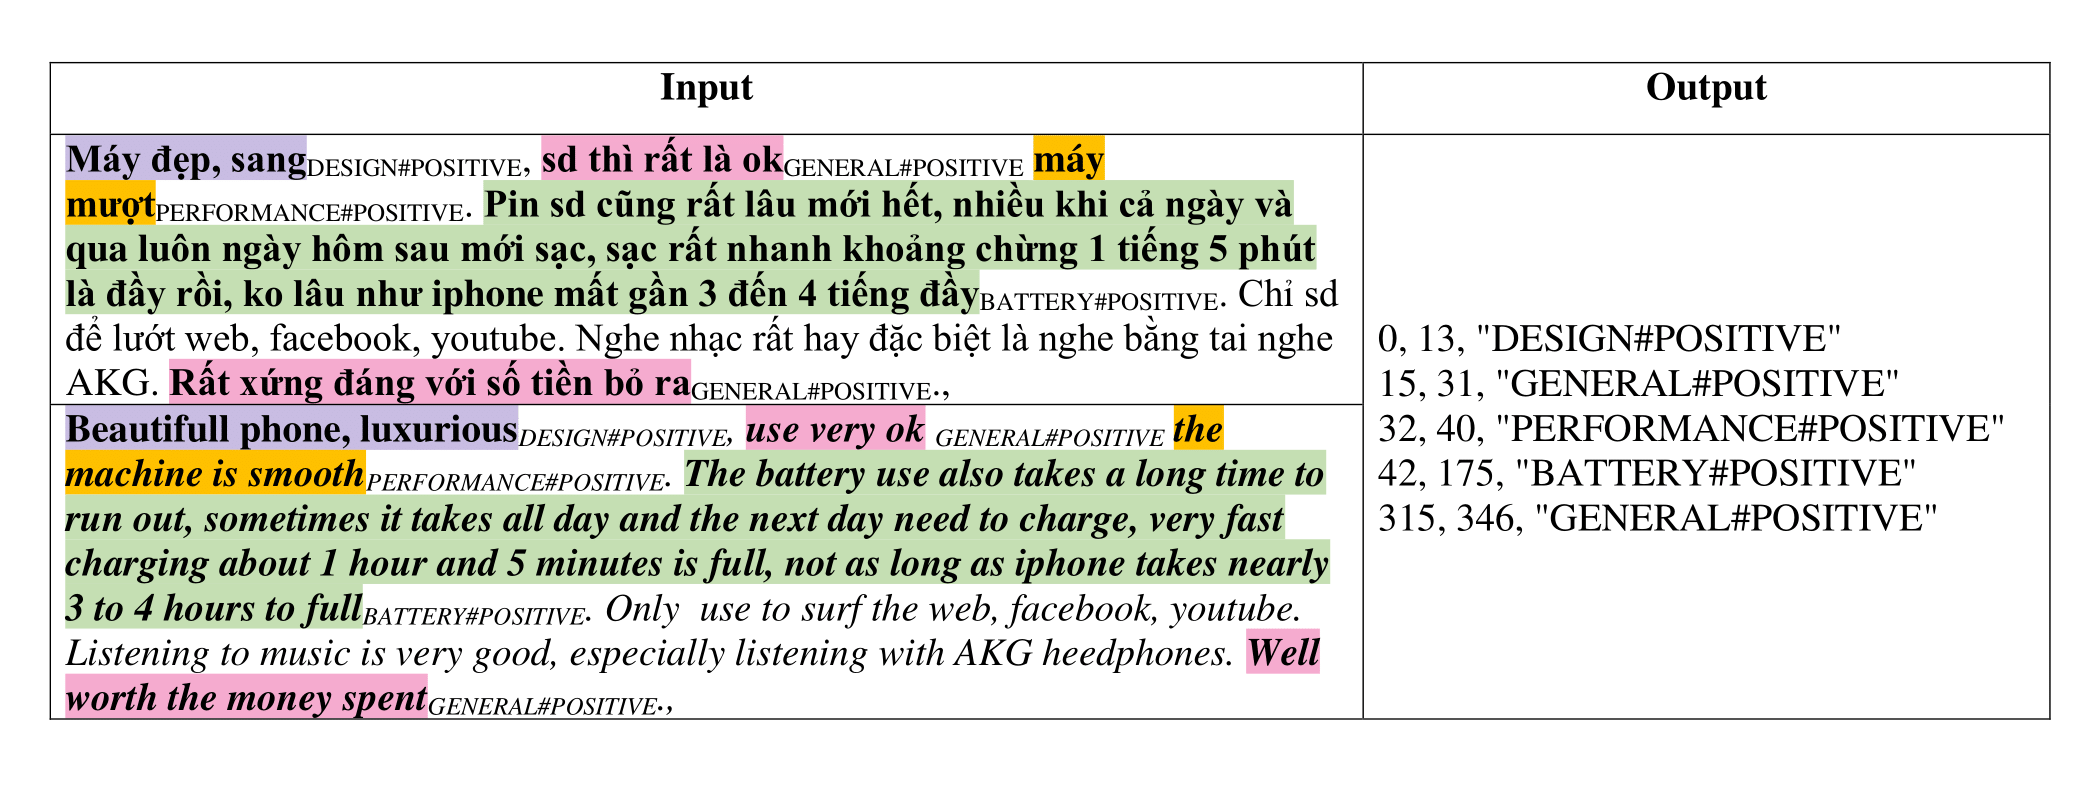 Input
Output
Máy đẹp, sangDESIGN#POSITIVE, sd thì rất là okGENERAL#POSITIVE máy
mượtPERFORMANCE#POSITIVE. Pin sd cũng rất lâu mới hết, nhiều khi cả ngày và
qua luôn ngày hôm sau mới sạc, sạc rất nhanh khoảng chừng 1 tiếng 5 phút
là đầy rồi, ko lâu như iphone mất gần 3 đến 4 tiếng đầyBATTERY#POSITIVE. Chỉ sd
để lướt web, facebook, youtube. Nghe nhạc rất hay đặc biệt là nghe bằng tai nghe
AKG. Rất xứng đáng với số tiền bỏ raGENERAL#POSITIVE.,
Beautifull phone, luxuriousDESIGN#POSITIVE, use very ok GENERAL#POSITIVE the
machine is smoothPERFORMANCE#POSITIVE. The battery use also takes a long time to
run out, sometimes it takes all day and the next day need to charge, very fast
charging about 1 hour and 5 minutes is full, not as long as iphone takes nearly
3 to 4 hours to fullBATTERY#POSITIVE. Only use to surf the web, facebook, youtube.
Listening to music is very good, especially listening with AKG heedphones. Well
worth the money spentGENERAL#POSITIVE.,
0, 13, "DESIGN#POSITIVE"
15, 31, "GENERAL#POSITIVE"
32, 40, "PERFORMANCE#POSITIVE"
42, 175, "BATTERY#POSITIVE"
315, 346, "GENERAL#POSITIVE"